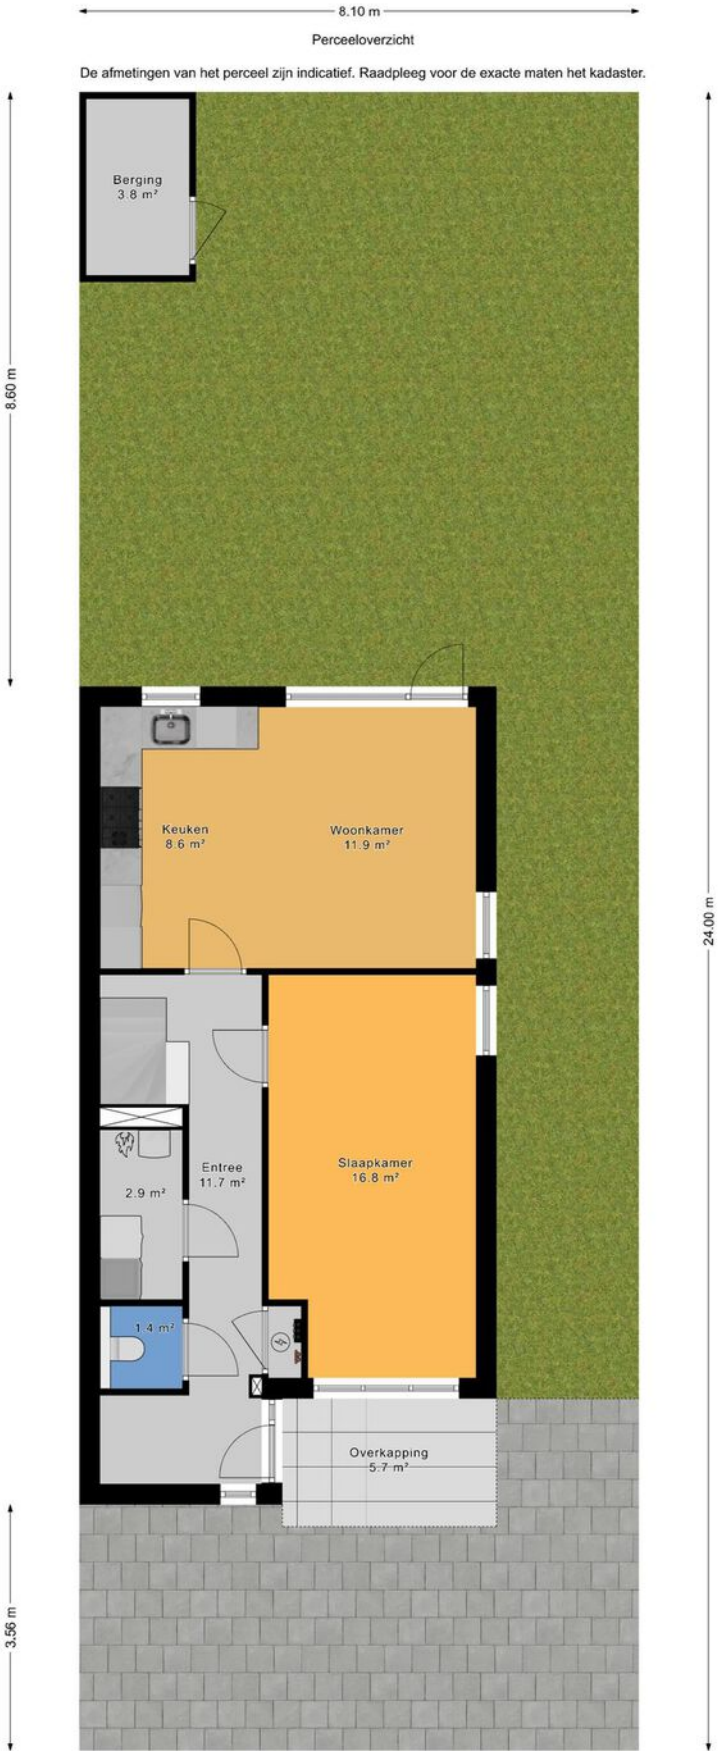 8.10 m
Perceeloverzicht
De afmetingen van het perceel zijn indicatief. Raadpleeg voor de exacte maten het kadaster.
Berging
3.8 m²
8.60 m
Keuken
8.6 m²
Woonkamer
11.9 m²
24.00 m
Entree
11.7 m²
Slaapkamer
16.8 m²
2.9 m²
1.4 m²
Overkapping
5.7 m²
3.56 m